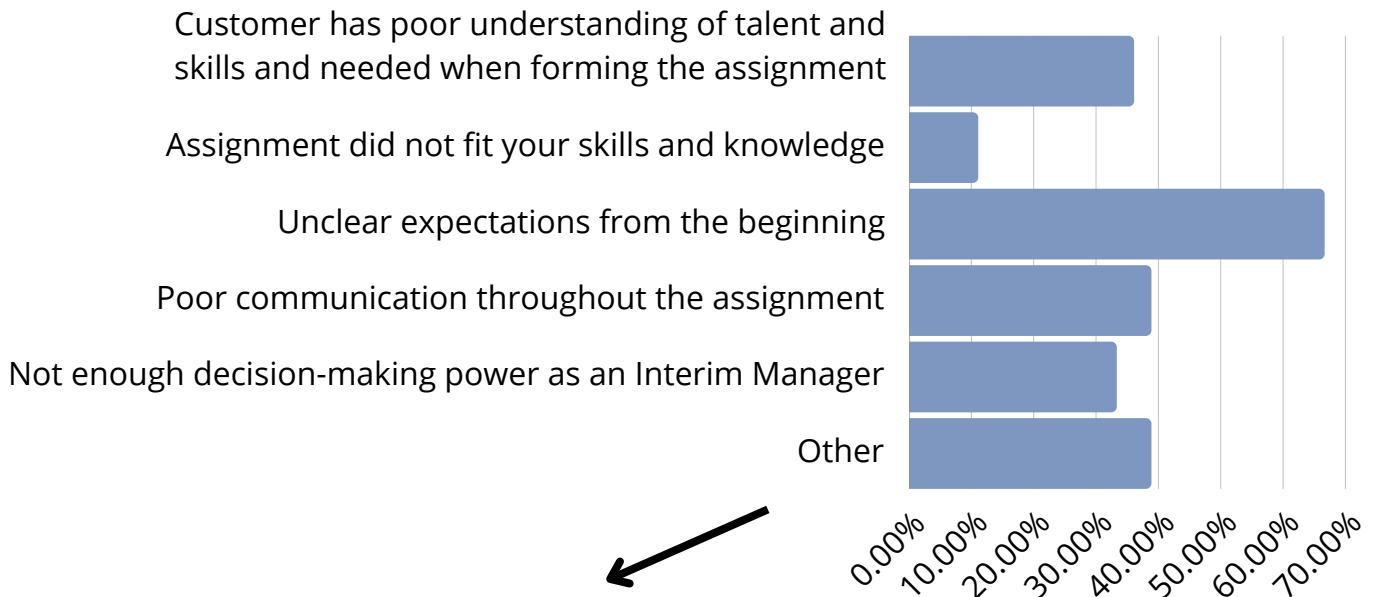 Customer has poor understanding of talent and
skills and needed when forming the assignment
Assignment did not fit your skills and knowledge
Unclear expectations from the beginning
Poor communication throughout the assignment
Not enough decision-making power as an Interim Manager
Other
0.00%
10.00%
20.00%
30.00%
40.00%
50.00%
60.00%
70.00%